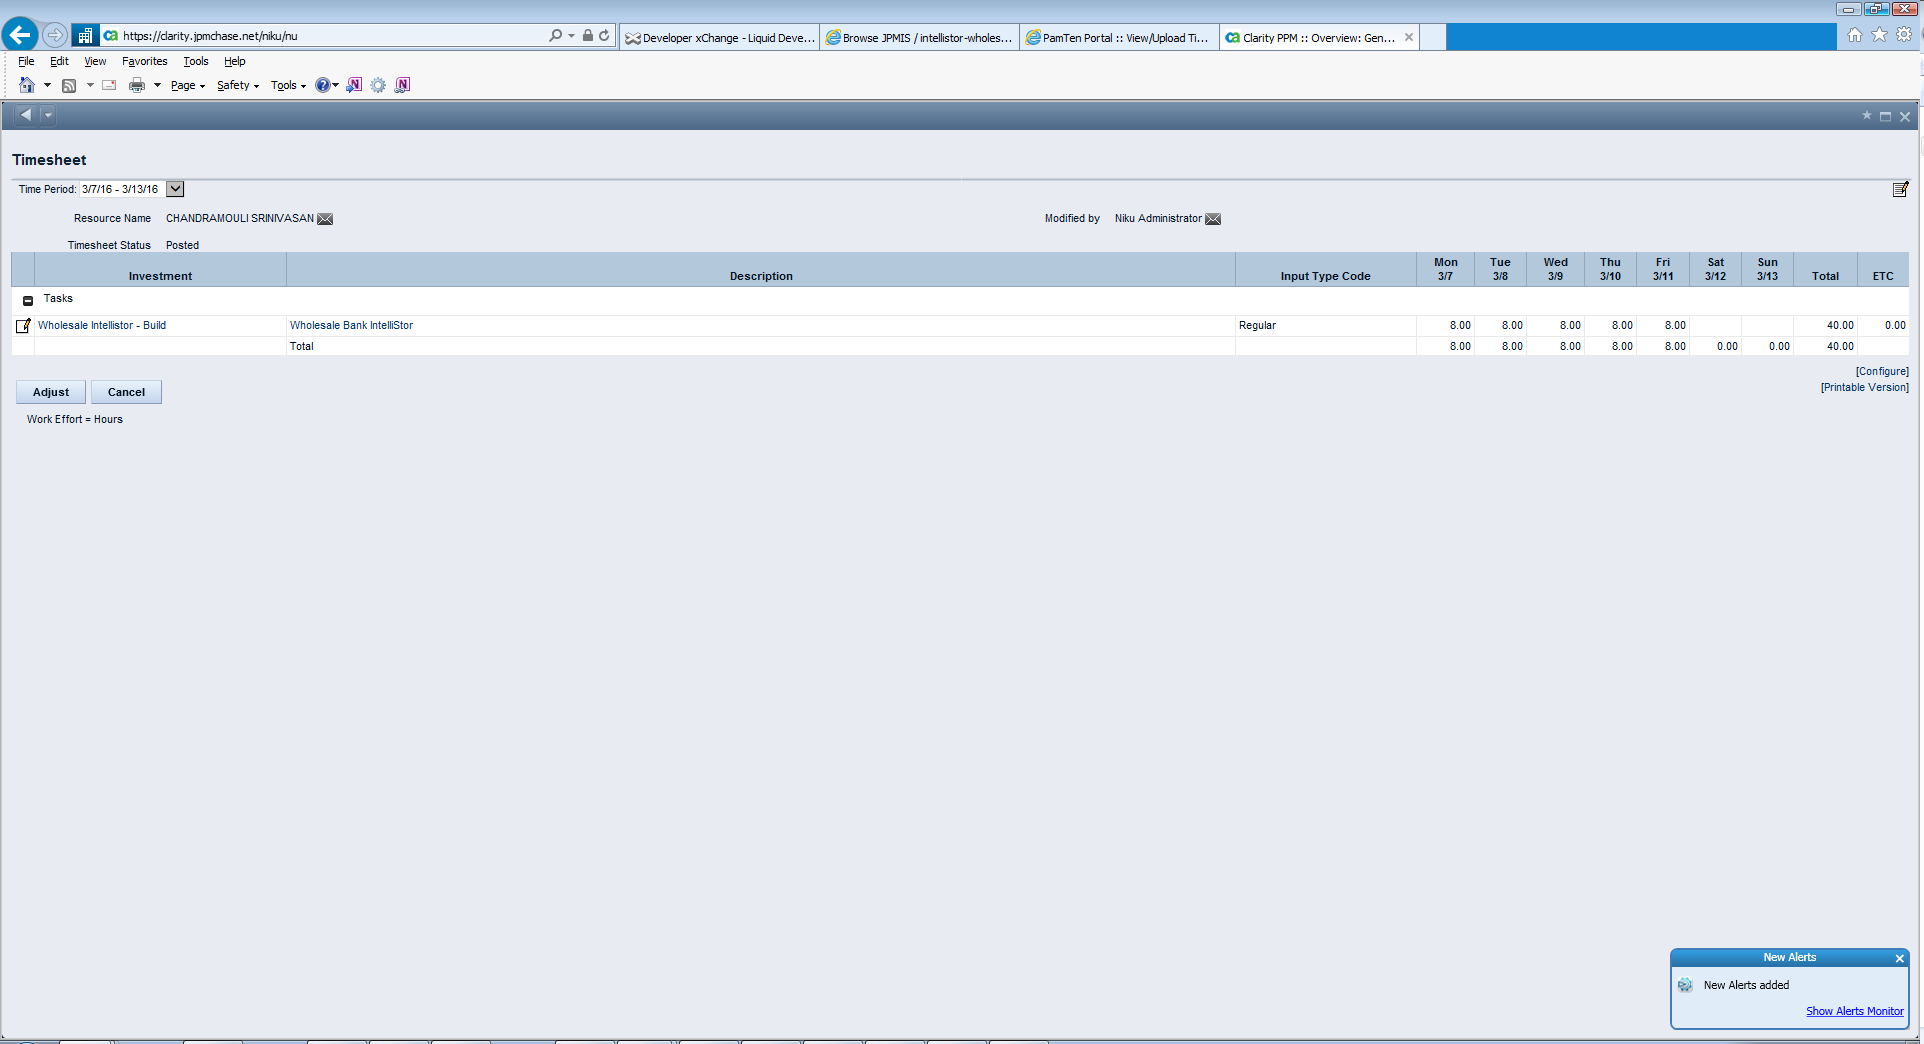 https://clarity.jpmchase.net/niku/nu
Developer xChange - Liquid Deve...
Browse JPMIS / intellistor-wholes...
PamTen Portal :: View/Upload Ti...
Clarity PPM :: Overview: Gen...
File Edit View Favorites Tools Help
Page Safety Tools
Timesheet
Time Period: 3/7/16 - 3/13/16
Resource Name CHANDRAMOULI SRINIVASAN Modified by Niku Administrator
Timesheet Status Posted
Investment Description Input Type Code Mon 3/7 Tue 3/8 Wed 3/9 Thu 3/10 Fri 3/11 Sat 3/12 Sun 3/13 Total ETC
Tasks
Wholesale Intellistor - Build Wholesale Bank IntelliStor Regular 8.00 8.00 8.00 8.00 8.00 40.00 0.00
Total 8.00 8.00 8.00 8.00 8.00 0.00 0.00 40.00
[Configure]
[Printable Version]
Adjust Cancel
Work Effort = Hours
New Alerts
New Alerts added
Show Alerts Monitor